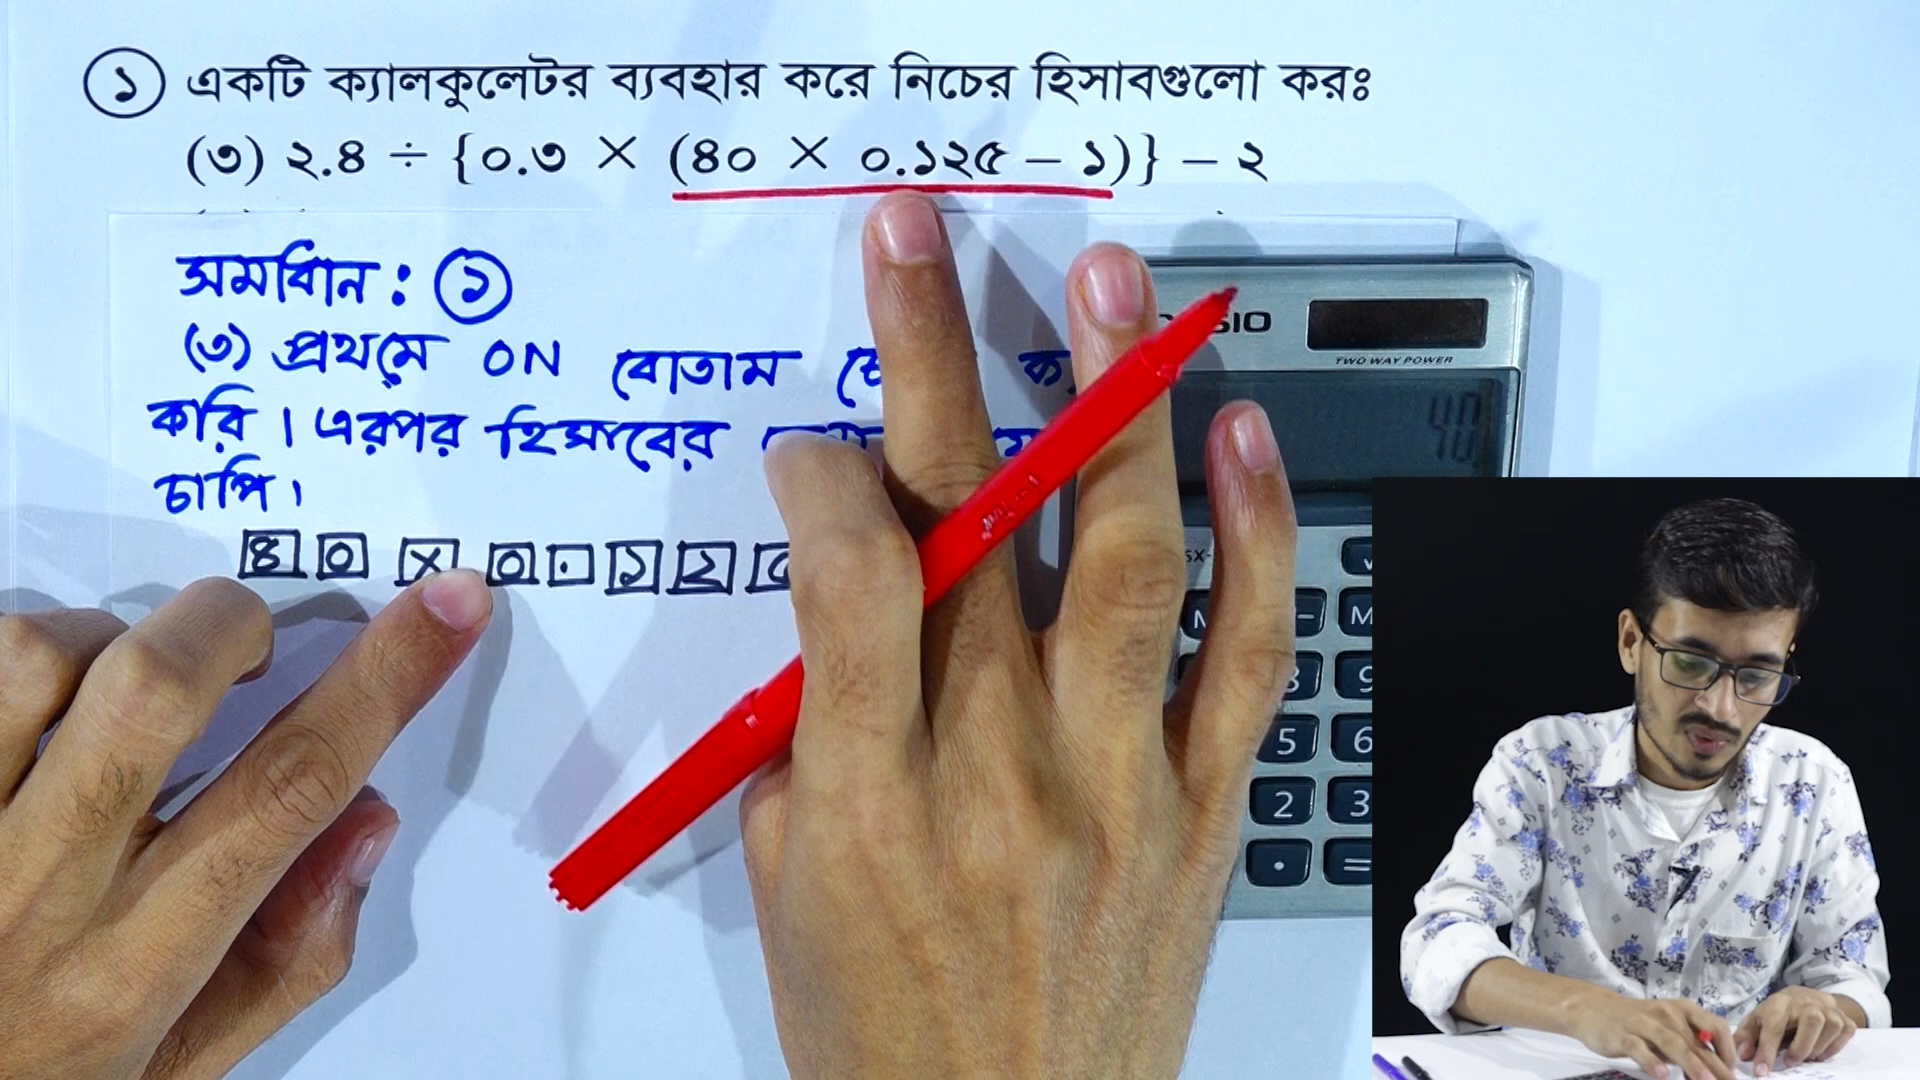 ১ একটি ক্যালকুলেটর ব্যবহার করে নিচের হিসাবগুলো করঃ
(৩) ২.৪ ÷ {০.৩ × (৪০ × ০.১২৫ – ১)} – ২
সমাধান : ১
(৩) প্রথমে ON বোতাম
করি । এরপর হিসাবের
চাপি ।
৪ ০ × ০ . ১ ২
TWO WAY POWER
40
9
5 6
2 3
. =